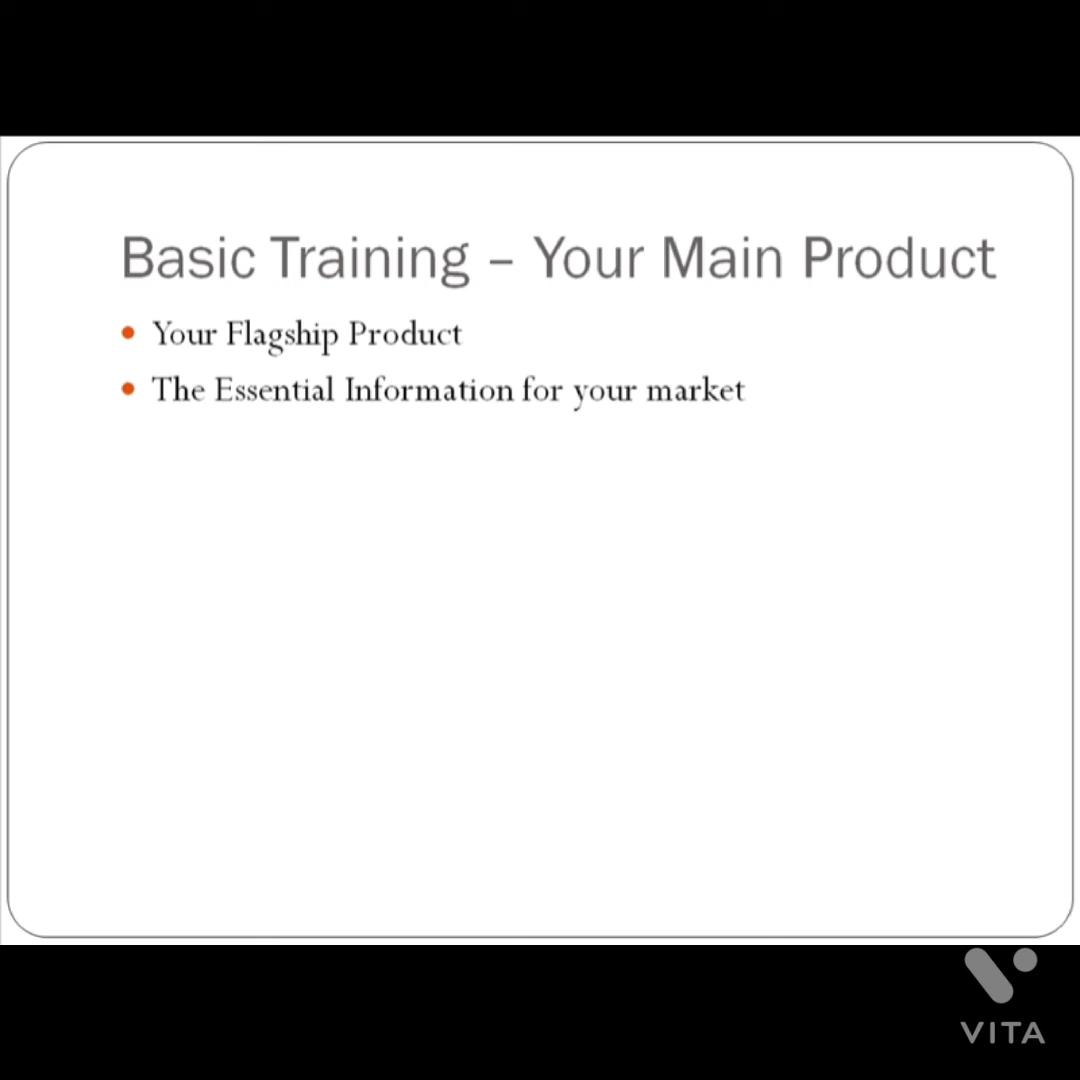 Basic Training – Your Main Product
Your Flagship Product
The Essential Information for your market
VITA